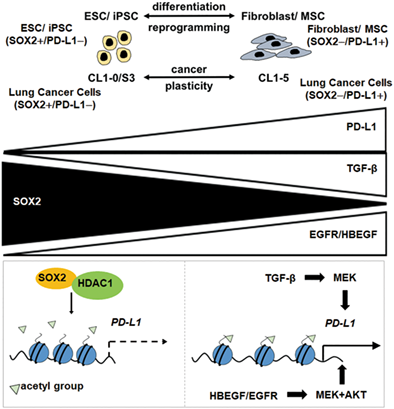 ESC/ iPSC
differentiation
Fibroblast/ MSC
reprogramming
ESC/ iPSC
(SOX2+/PD-L1−)
Fibroblast/ MSC
(SOX2−/PD-L1+)
CL1-0/S3
cancer
plasticity
CL1-5
Lung Cancer Cells
(SOX2+/PD-L1−)
Lung Cancer Cells
(SOX2−/PD-L1+)
PD-L1
TGF-β
SOX2
EGFR/HBEGF
SOX2
HDAC1
PD-L1
acetyl group
TGF-β
MEK
PD-L1
HBEGF/EGFR
MEK+AKT